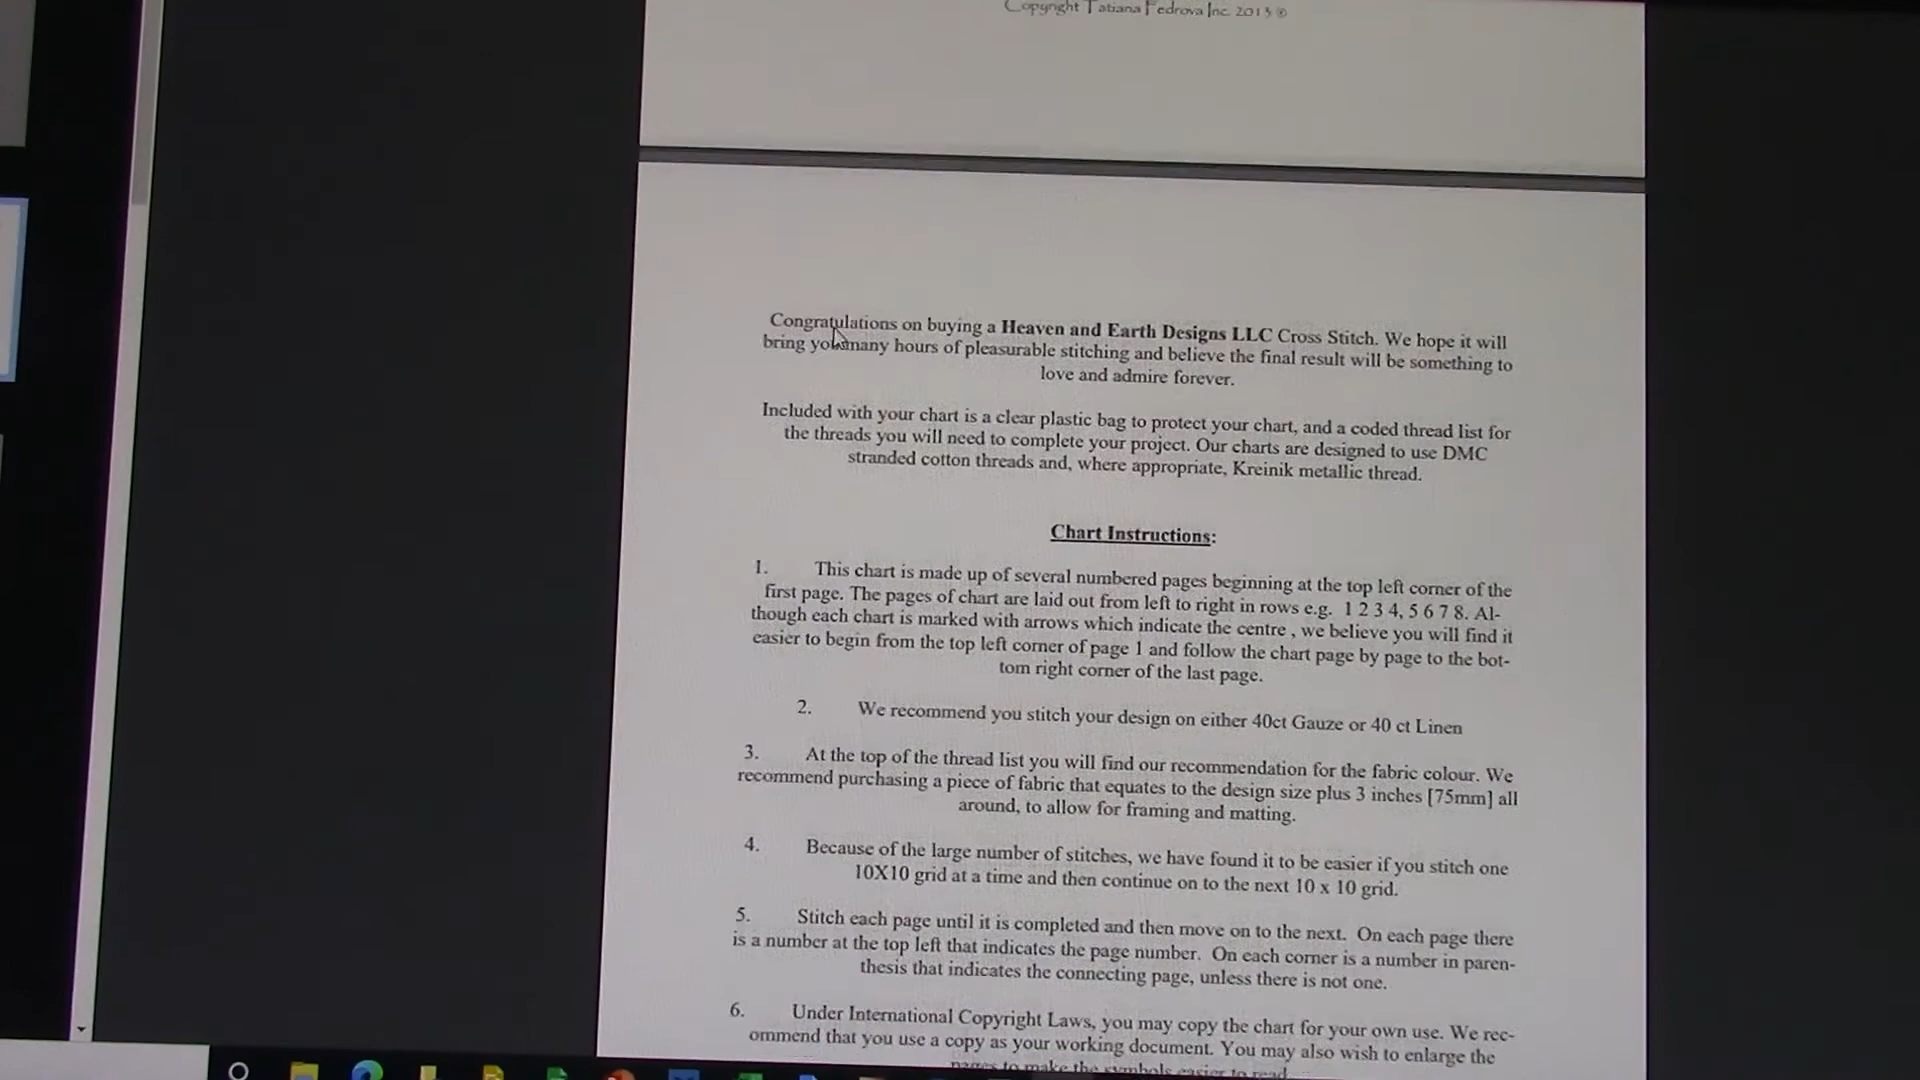 Copyright Tatiana Fedrova Inc. 2013 ©
Congratulations on buying a Heaven and Earth Designs LLC Cross Stitch. We hope it will
bring you many hours of pleasurable stitching and believe the final result will be something to
love and admire forever.
Included with your chart is a clear plastic bag to protect your chart, and a coded thread list for
the threads you will need to complete your project. Our charts are designed to use DMC
stranded cotton threads and, where appropriate, Kreinik metallic thread.
Chart Instructions:
1. This chart is made up of several numbered pages beginning at the top left corner of the
first page. The pages of chart are laid out from left to right in rows e.g. 1 2 3 4, 5 6 7 8. Al-
though each chart is marked with arrows which indicate the centre , we believe you will find it
easier to begin from the top left corner of page 1 and follow the chart page by page to the bot-
tom right corner of the last page.
2. We recommend you stitch your design on either 40ct Gauze or 40 ct Linen
3. At the top of the thread list you will find our recommendation for the fabric colour. We
recommend purchasing a piece of fabric that equates to the design size plus 3 inches [75mm] all
around, to allow for framing and matting.
4. Because of the large number of stitches, we have found it to be easier if you stitch one
10X10 grid at a time and then continue on to the next 10 x 10 grid.
5. Stitch each page until it is completed and then move on to the next. On each page there
is a number at the top left that indicates the page number. On each corner is a number in paren-
thesis that indicates the connecting page, unless there is not one.
6. Under International Copyright Laws, you may copy the chart for your own use. We rec-
ommend that you use a copy as your working document. You may also wish to enlarge the
pages to make the symbols easier to read